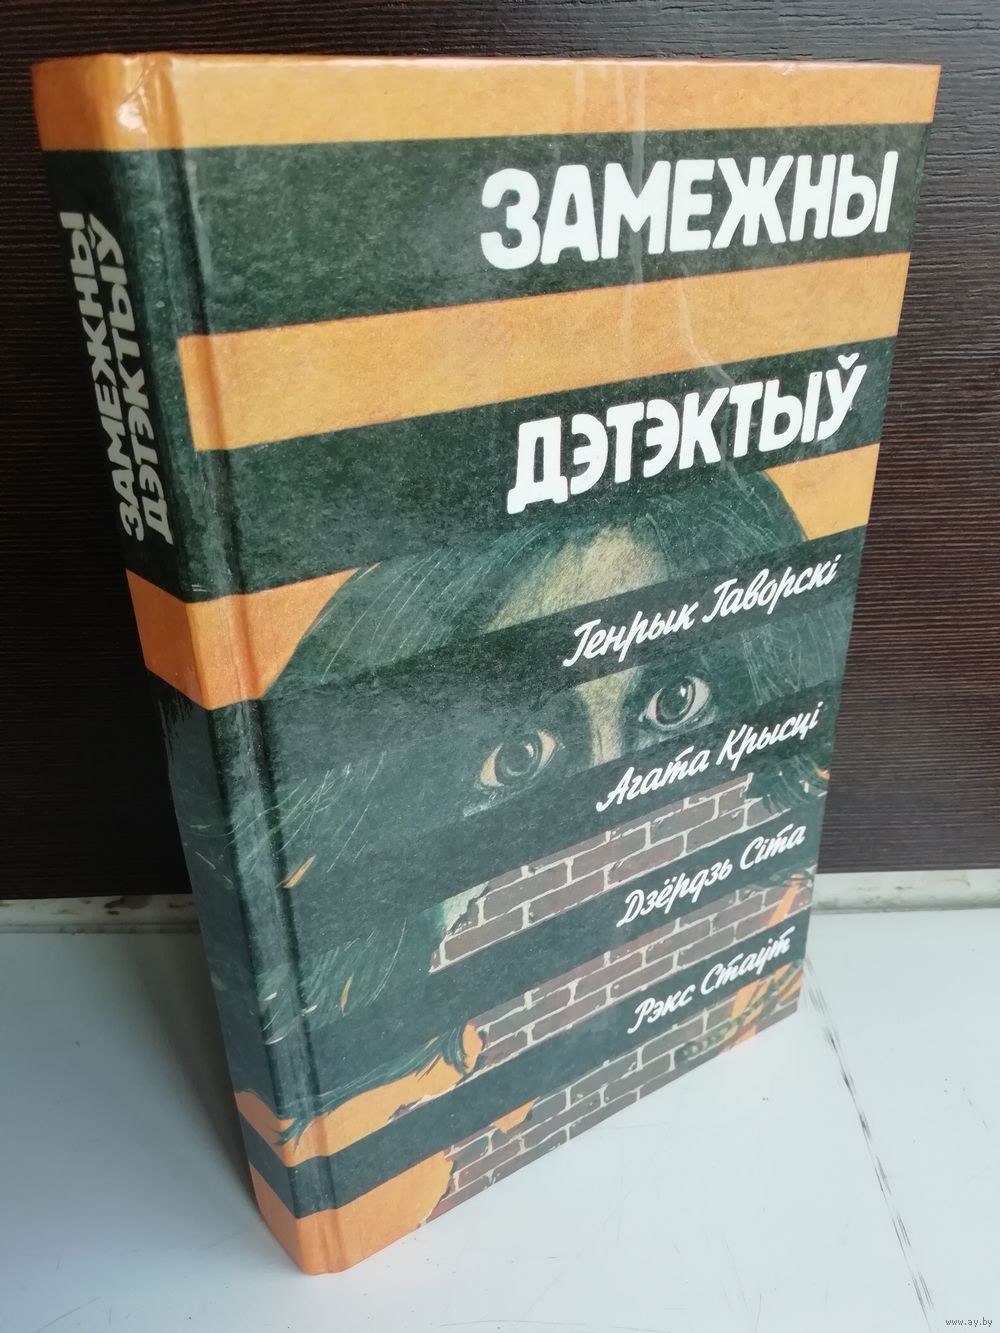 ЗАМЕЖНЫ
ДЭТЭКТЫЎ
ЗАМЕЖНЫ
ДЭТЭКТЫЎ
Генрык Гаворскі
Агата Крысці
Дзёрдзь Сіта
Рэкс Стаўт
www.ay.by